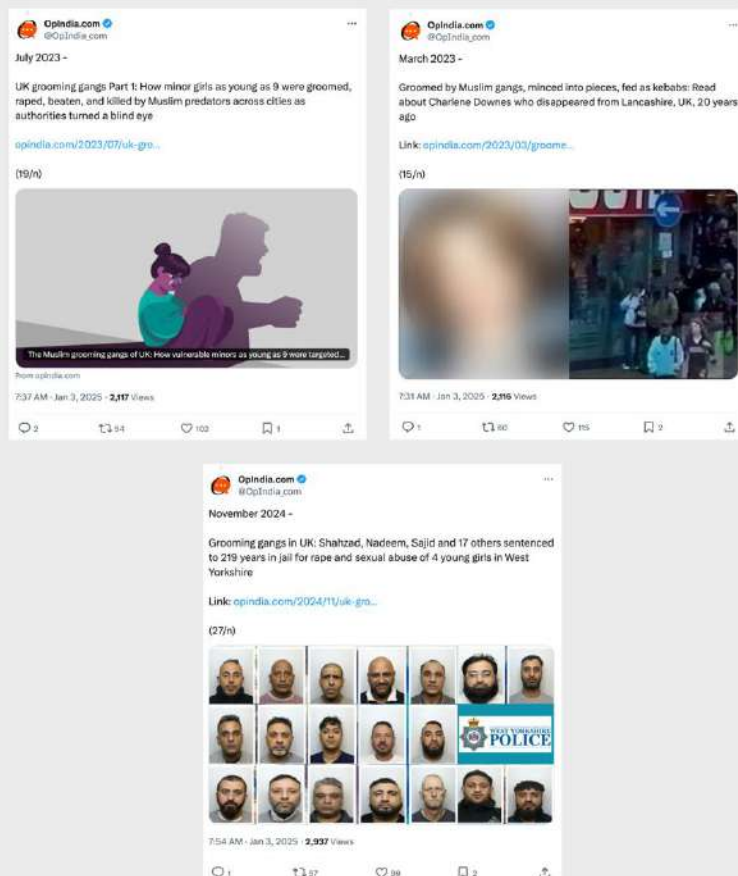 OpIndia.com
@OpIndia_com
July 2023 -
UK grooming gangs Part 1: How minor girls as young as 9 were groomed,
raped, beaten, and killed by Muslim predators across cities as
authorities turned a blind eye
opindia.com/2023/07/uk-gro...
(19/n)
The Muslim grooming gangs of UK: How vulnerable minors as young as 9 were targeted...
From opindia.com
7:37 AM · Jan 3, 2025 · 2,117 Views
2
54
102
1
OpIndia.com
@OpIndia_com
March 2023 -
Groomed by Muslim gangs, minced into pieces, fed as kebabs: Read
about Charlene Downes who disappeared from Lancashire, UK, 20 years
ago
Link: opindia.com/2023/03/groome...
(15/n)
7:31 AM · Jan 3, 2025 · 2,116 Views
1
60
115
2
OpIndia.com
@OpIndia_com
November 2024 -
Grooming gangs in UK: Shahzad, Nadeem, Sajid and 17 others sentenced
to 219 years in jail for rape and sexual abuse of 4 young girls in West
Yorkshire
Link: opindia.com/2024/11/uk-gro...
(27/n)
WEST YORKSHIRE
POLICE
7:54 AM · Jan 3, 2025 · 2,937 Views
1
57
99
2